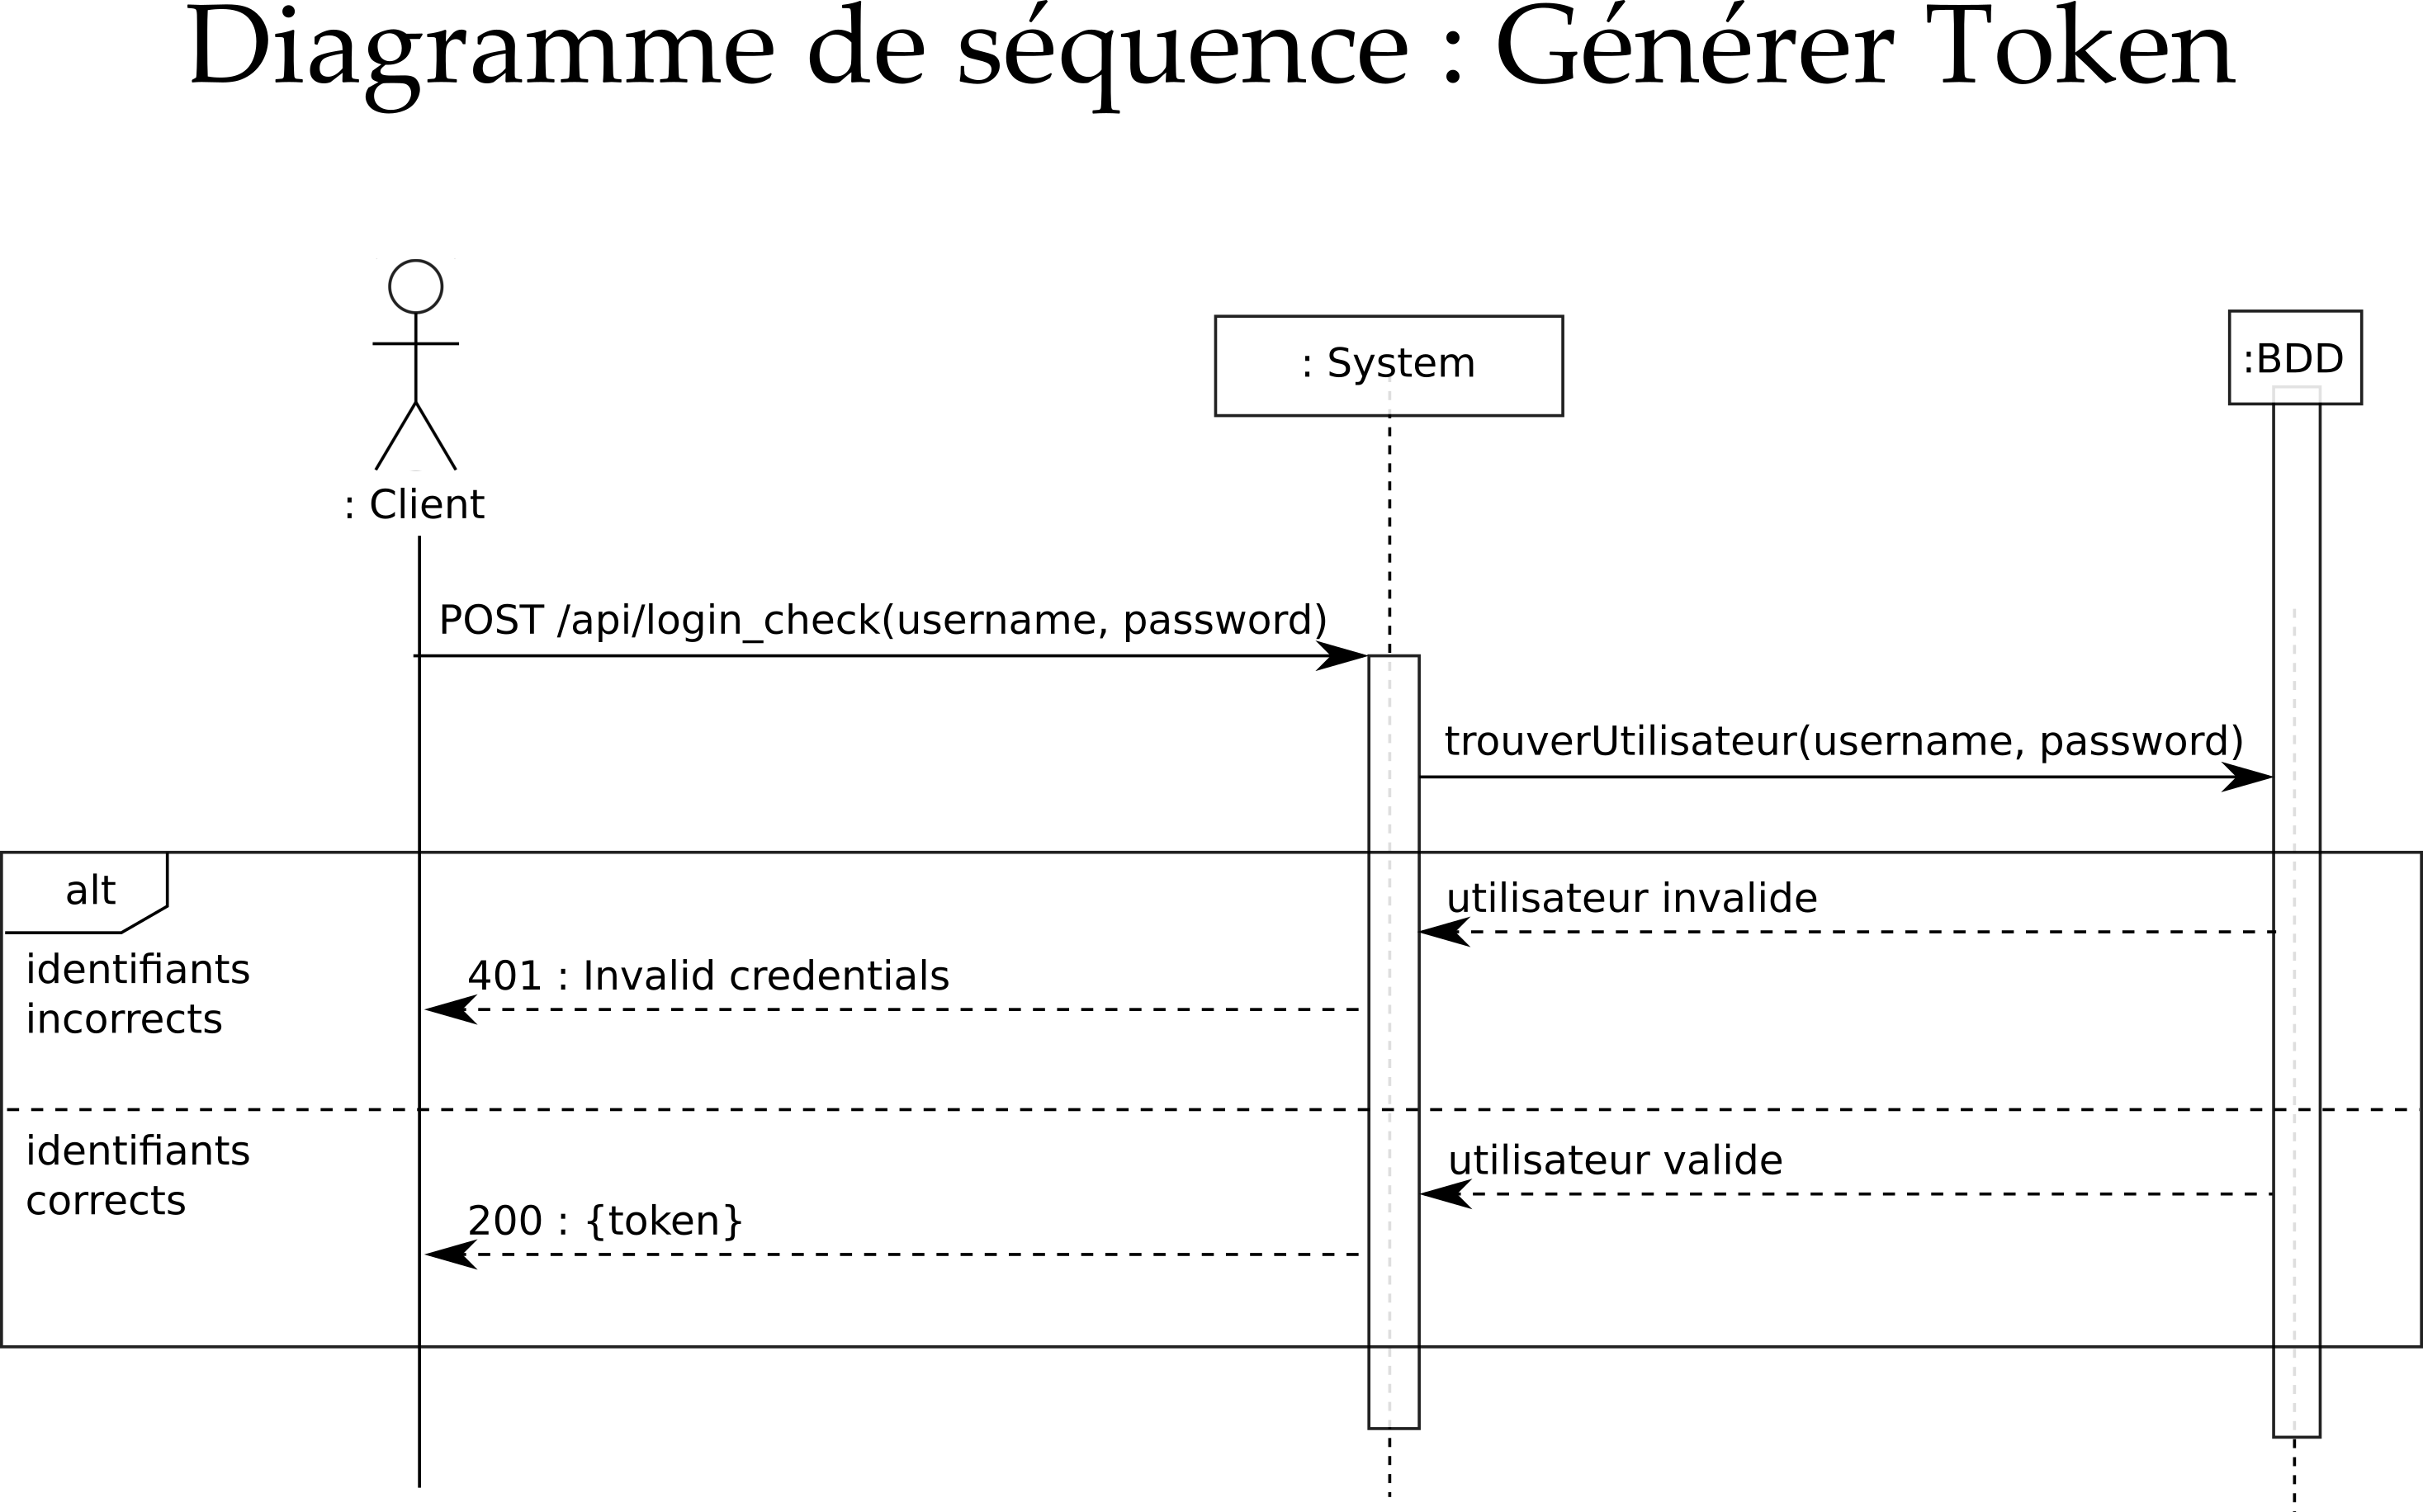 Diagramme de séquence : Générer Token
: System
:BDD
: Client
POST /api/login_check(username, password)
trouverUtilisateur(username, password)
alt
utilisateur invalide
identifiants
incorrects
401 : Invalid credentials
identifiants
corrects
utilisateur valide
200 : {token}